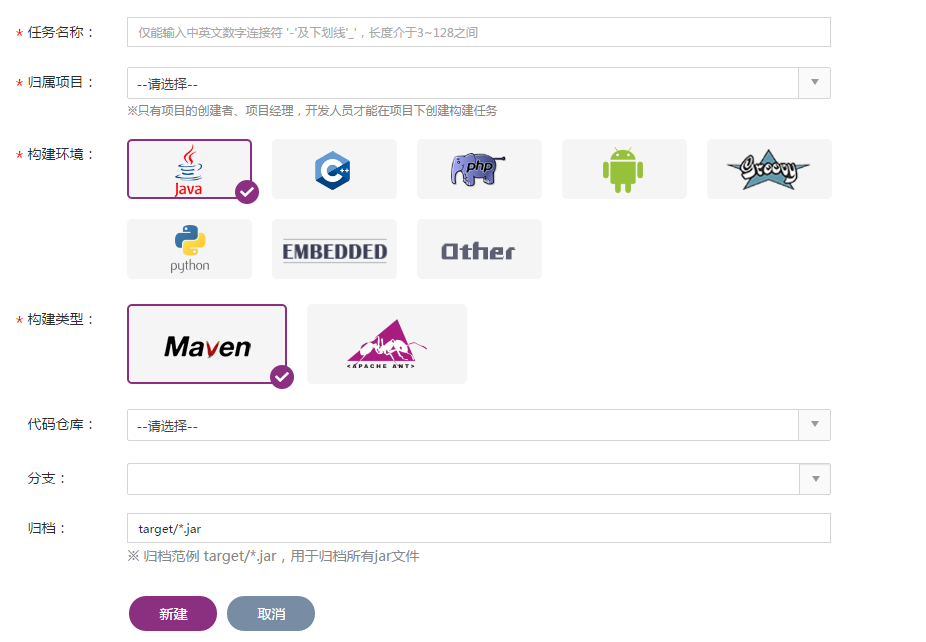 * 任务名称：
仅能输入中英文数字连接符 '-'及下划线'_'，长度介于3~128之间
* 归属项目：
--请选择--
※只有项目的创建者、项目经理，开发人员才能在项目下创建构建任务
* 构建环境：
Java
C++
php
Groovy
python
EMBEDDED
Other
* 构建类型：
Maven
<APACHE ANT>
代码仓库：
--请选择--
分支：
归档：
target/*.jar
※ 归档范例 target/*.jar，用于归档所有jar文件
新建
取消